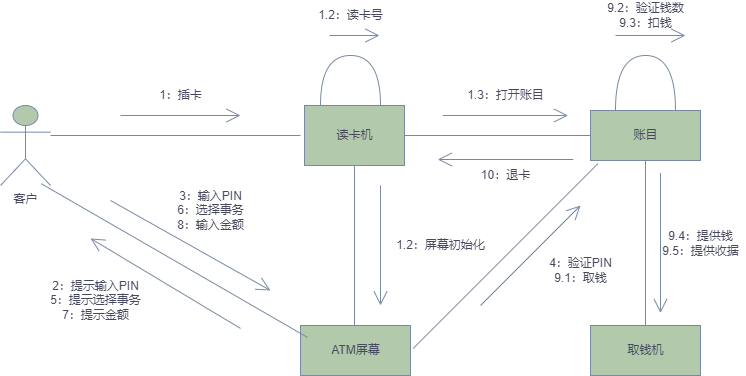 1.2：读卡号
9.2：验证钱数
9.3：扣钱
1：插卡
1.3：打开账目
读卡机
账目
10：退卡
客户
3：输入PIN
6：选择事务
8：输入金额
1.2：屏幕初始化
9.4：提供钱
9.5：提供收据
4：验证PIN
9.1：取钱
2：提示输入PIN
5：提示选择事务
7：提示金额
ATM屏幕
取钱机